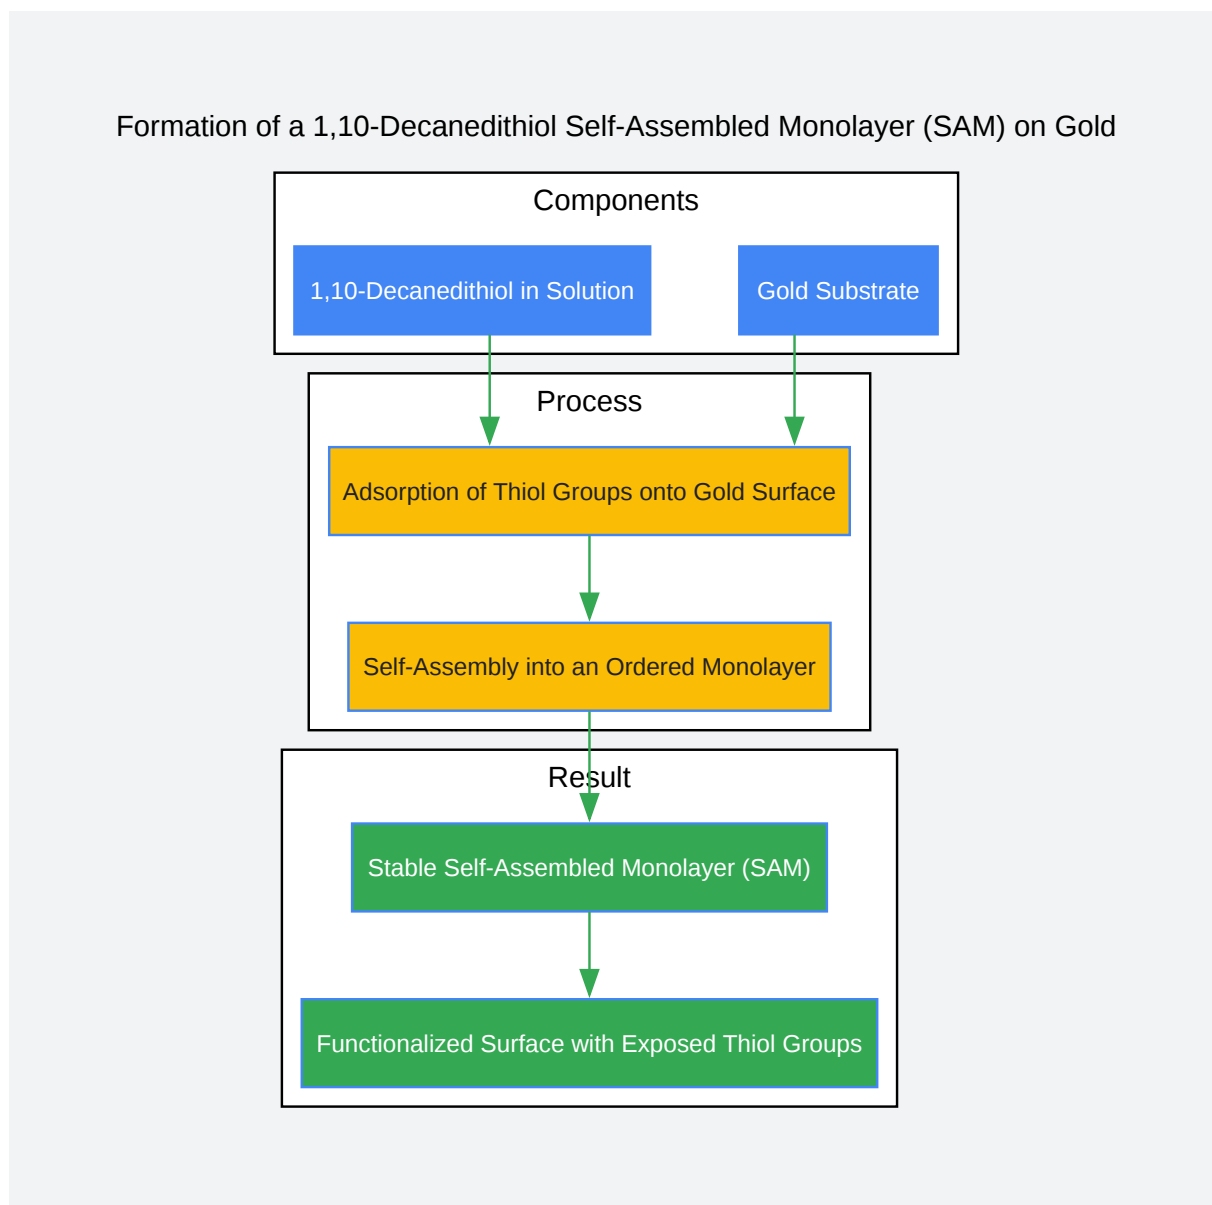 Formation of a 1,10-Decanedithiol Self-Assembled Monolayer (SAM) on Gold
Components
1,10-Decanedithiol in Solution
Gold Substrate
Process
Adsorption of Thiol Groups onto Gold Surface
Self-Assembly into an Ordered Monolayer
Result
Stable Self-Assembled Monolayer (SAM)
Functionalized Surface with Exposed Thiol Groups